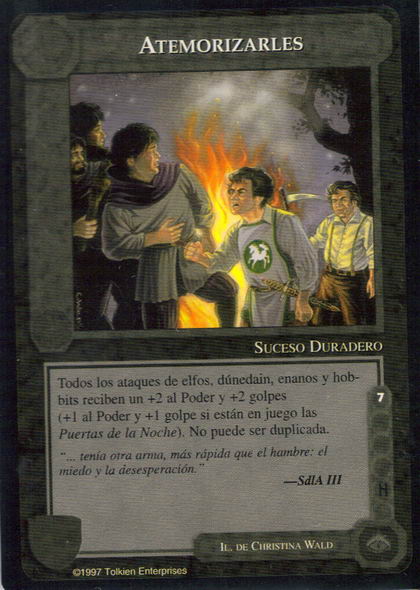 ATEMORIZARLES
SUCESO DURADERO
Todos los ataques de elfos, dúnedain, enanos y hob-
bits reciben un +2 al Poder y +2 golpes
(+1 al Poder y +1 golpe si están en juego las
Puertas de la Noche). No puede ser duplicada.
"... tenía otra arma, más rápida que el hambre: el
miedo y la desesperación."
—SdlA III
7
H
IL. DE CHRISTINA WALD
©1997 Tolkien Enterprises